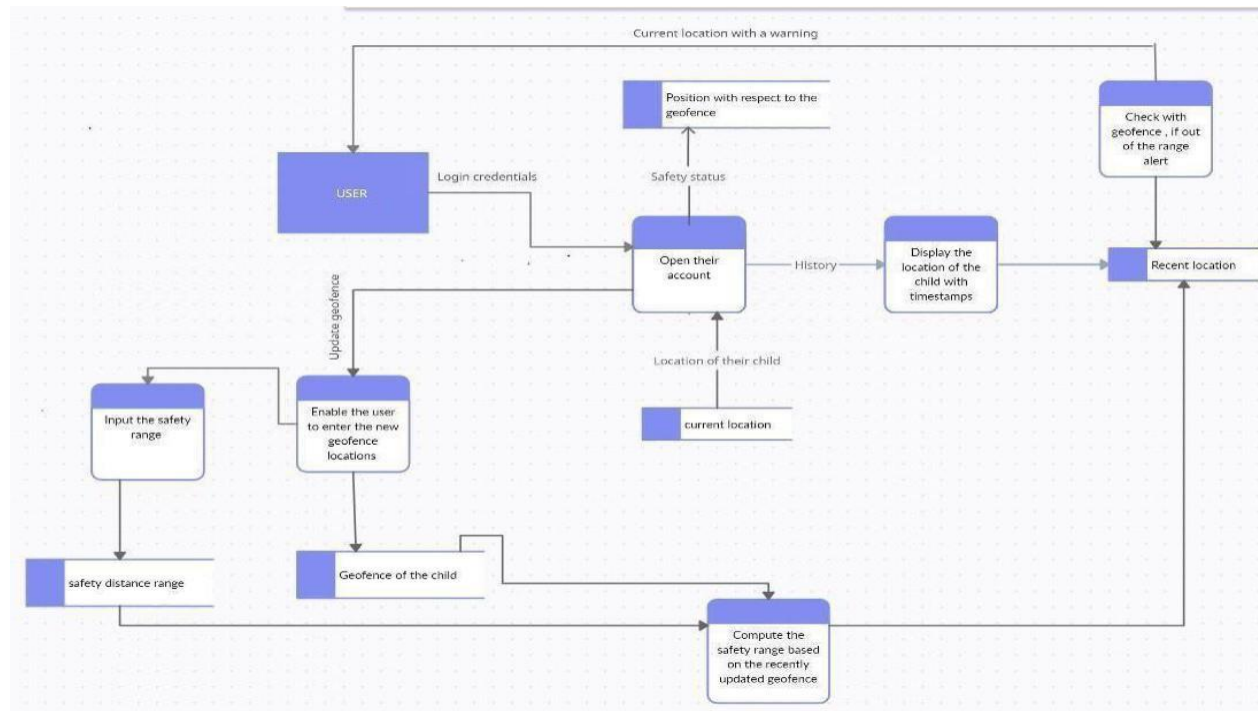 Current location with a warning
Position with respect to the
geofence
Check with
geofence , if out
of the range
alert
USER
Login credentials
Safety status
Open their
account
History
Display the
location of the
child with
timestamps
Recent location
Update geofence
Location of their child
Input the safety
range
Enable the user
to enter the new
geofence
locations
current location
safety distance range
Geofence of the child
Compute the
safety range based
on the recently
updated geofence